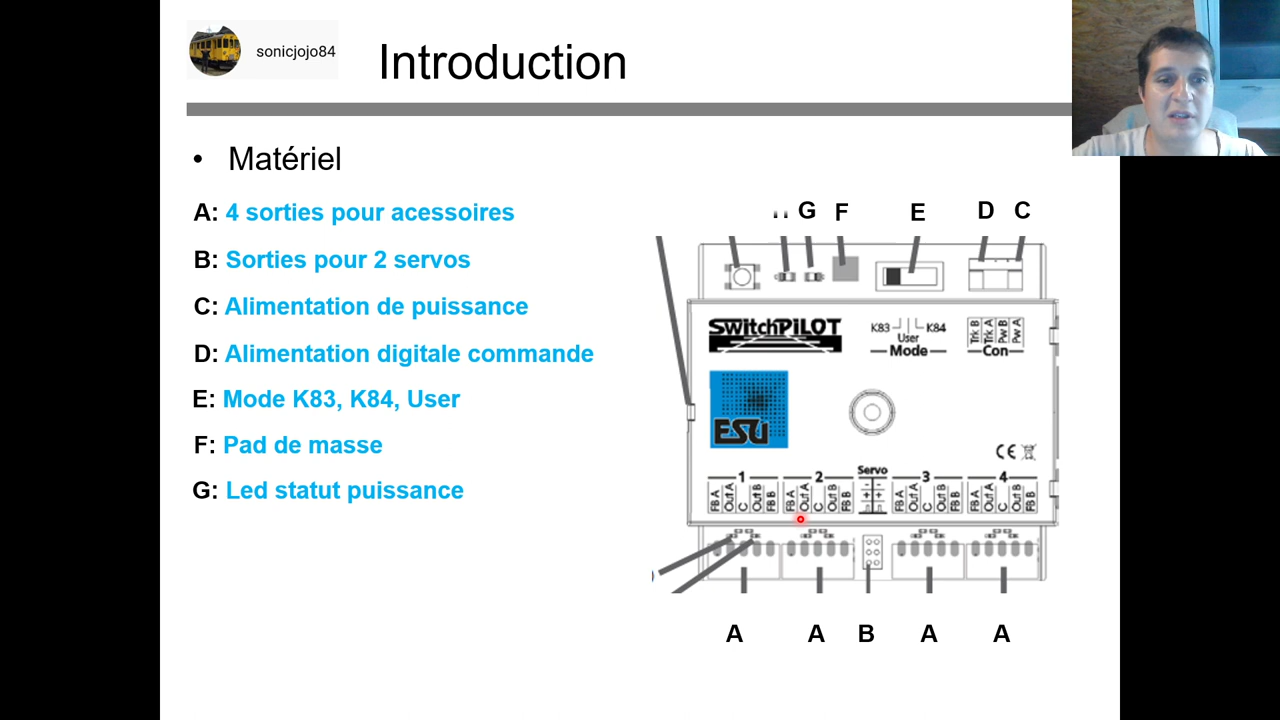 sonicjojo84
Introduction
• Matériel
A: 4 sorties pour acessoires
B: Sorties pour 2 servos
C: Alimentation de puissance
D: Alimentation digitale commande
E: Mode K83, K84, User
F: Pad de masse
G: Led statut puissance
G F E D C
SwitchPILOT
K83 K84
User
Mode
Trk B Trk A Pw B Pw A
Con
ESU
CE
1 2 Servo 3 4
FB A Out A C Out B FB B FB A Out A C Out B FB B - - + + FB A Out A C Out B FB B FB A Out A C Out B FB B
A A B A A